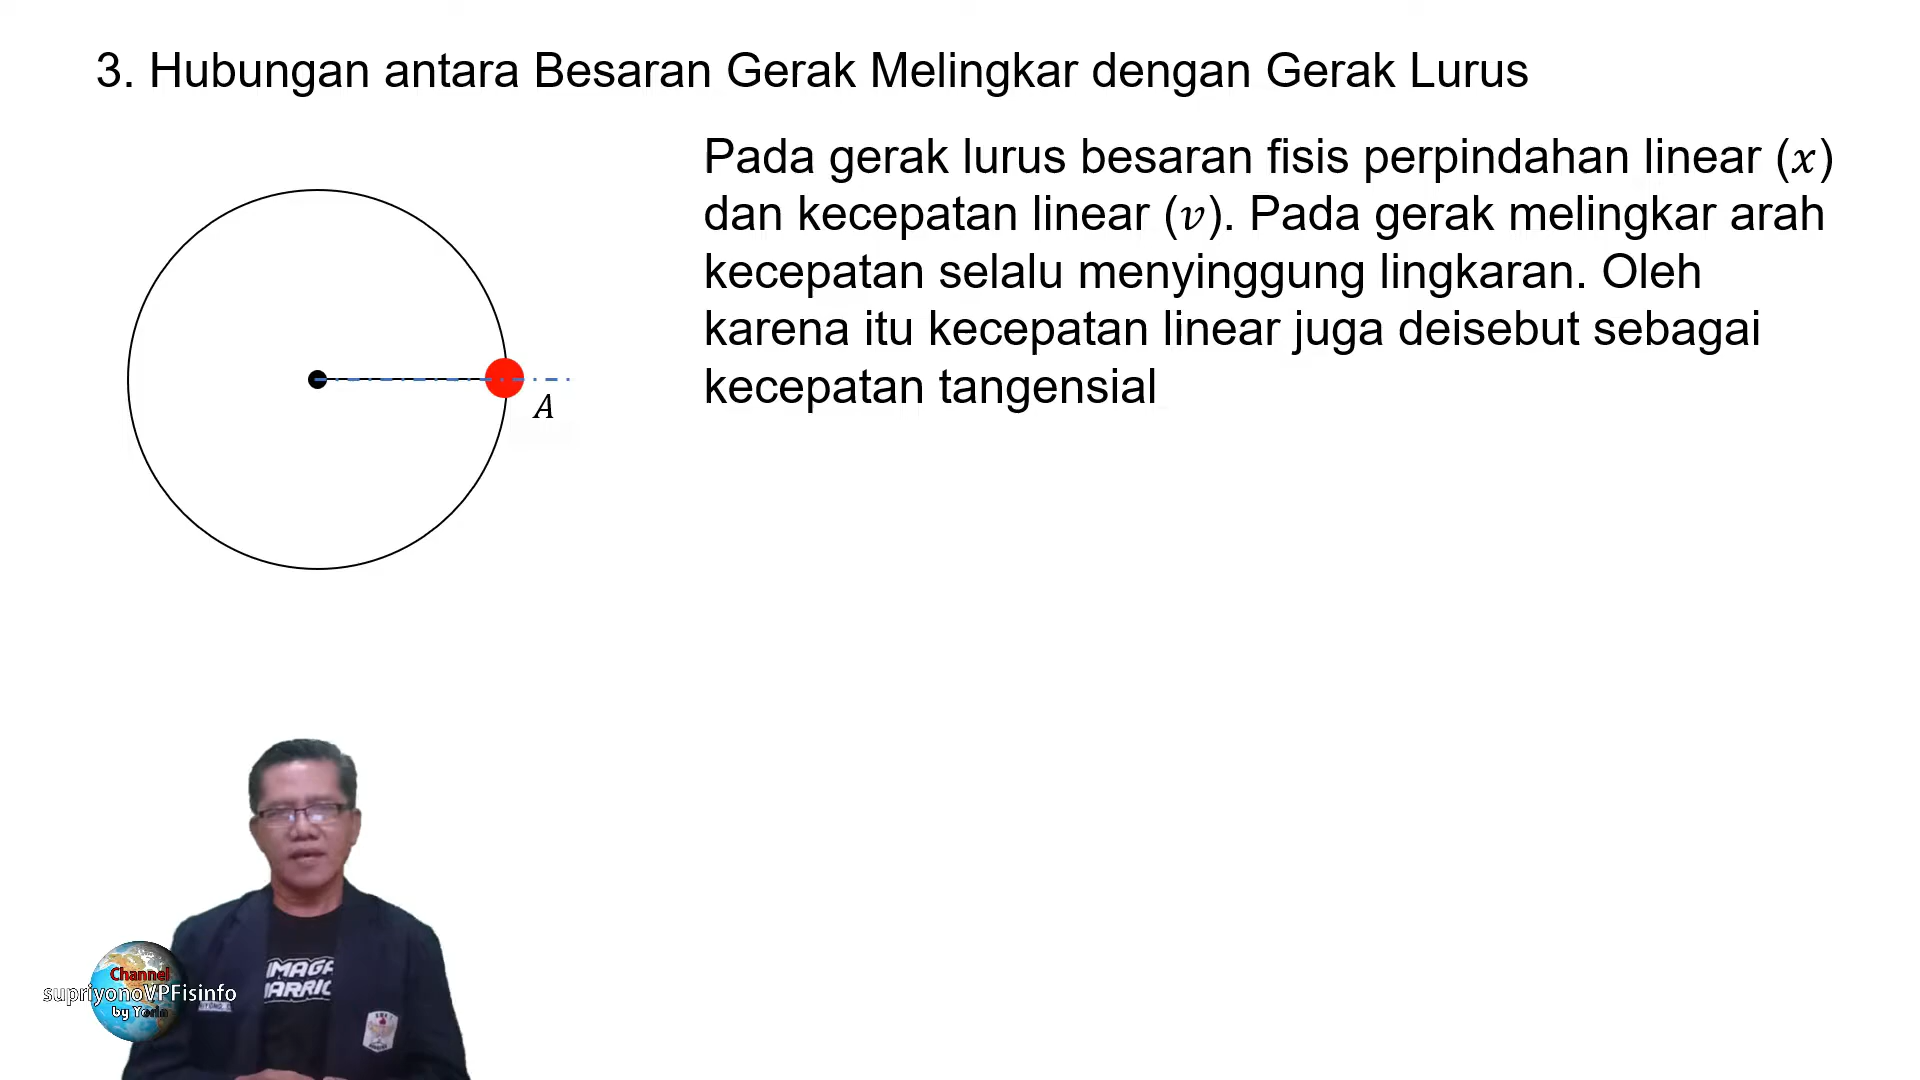 3. Hubungan antara Besaran Gerak Melingkar dengan Gerak Lurus
Pada gerak lurus besaran fisis perpindahan linear (x)
dan kecepatan linear (v). Pada gerak melingkar arah
kecepatan selalu menyinggung lingkaran. Oleh
karena itu kecepatan linear juga deisebut sebagai
kecepatan tangensial
A
Channel
supriyonoVPFisinfo
by Yorin